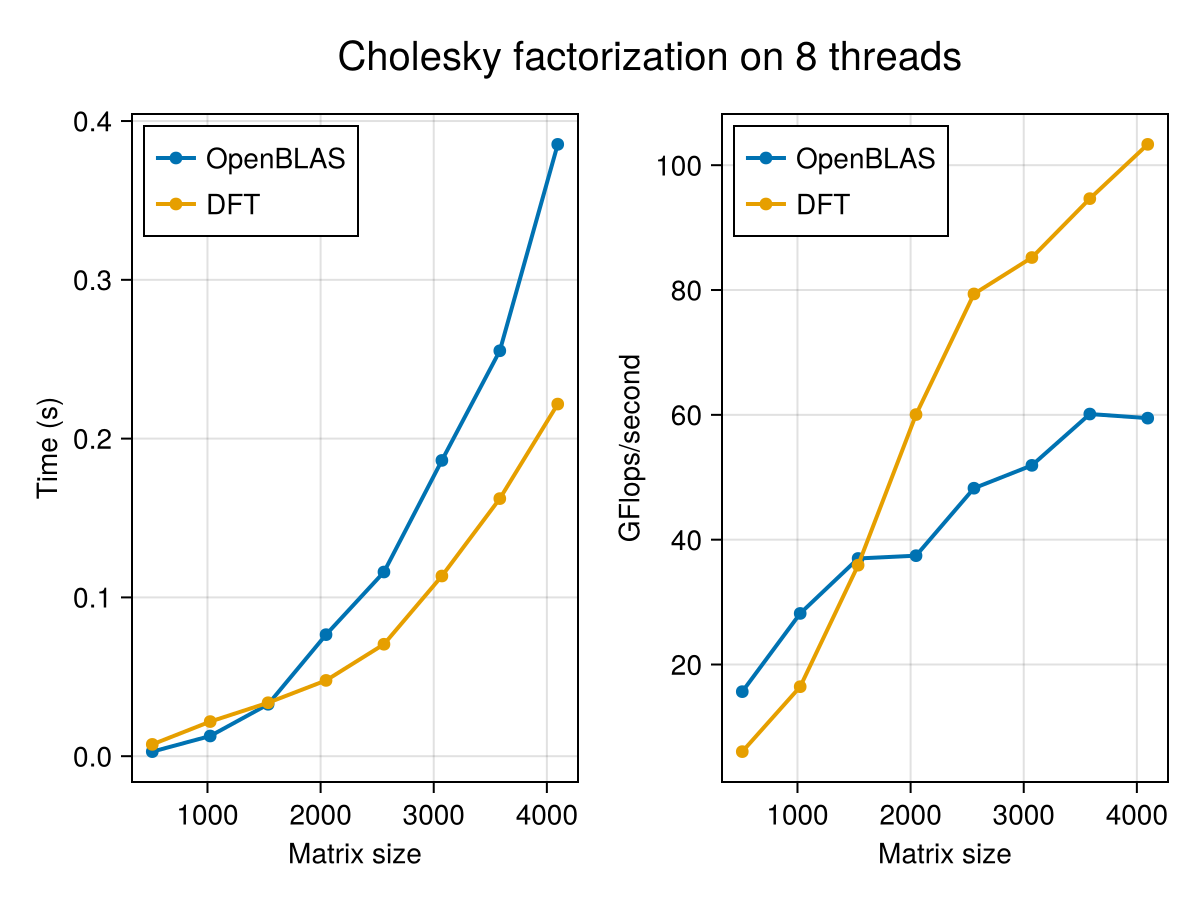 Cholesky factorization on 8 threads
0.4
0.3
0.2
0.1
0.0
Time (s)
OpenBLAS
DFT
1000 2000 3000 4000
Matrix size
100
80
60
40
20
GFlops/second
OpenBLAS
DFT
1000 2000 3000 4000
Matrix size